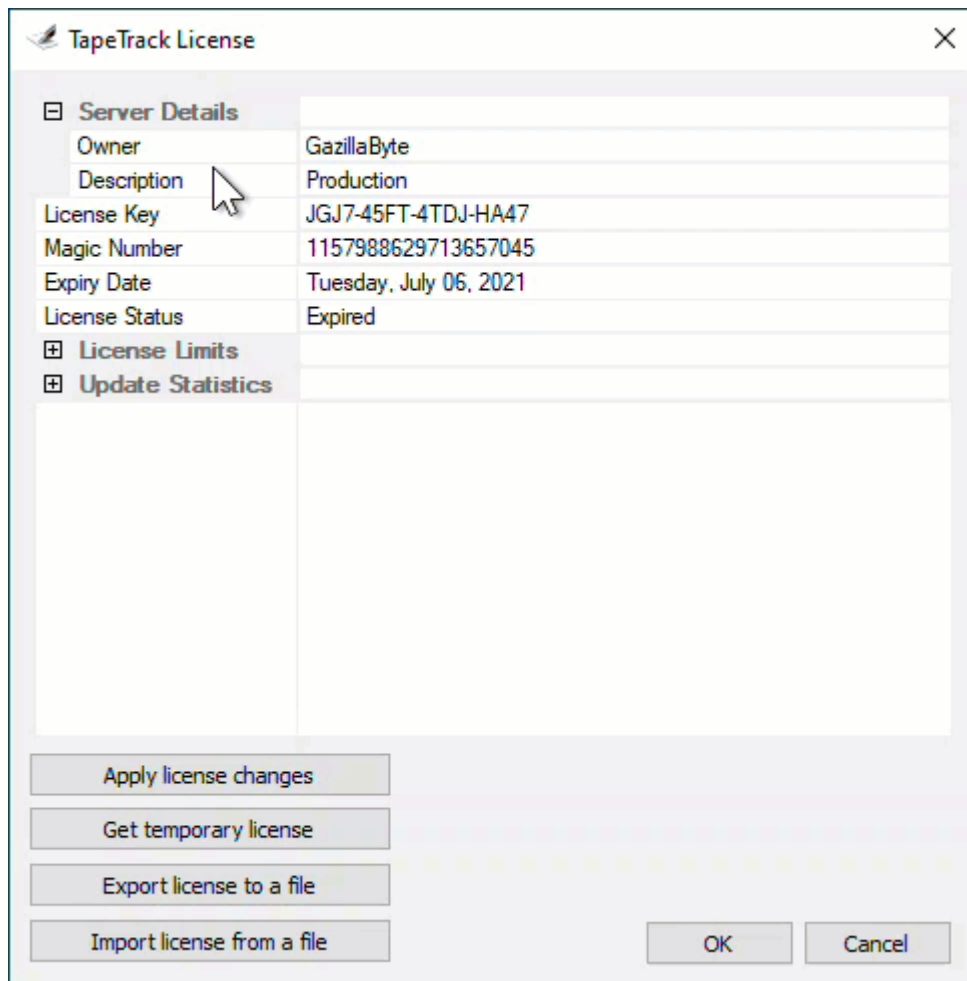 TapeTrack License
Server Details
Owner GazillaByte
Description Production
License Key JGJ7-45FT-4TDJ-HA47
Magic Number 1157988629713657045
Expiry Date Tuesday, July 06, 2021
License Status Expired
License Limits
Update Statistics
Apply license changes
Get temporary license
Export license to a file
Import license from a file
OK Cancel